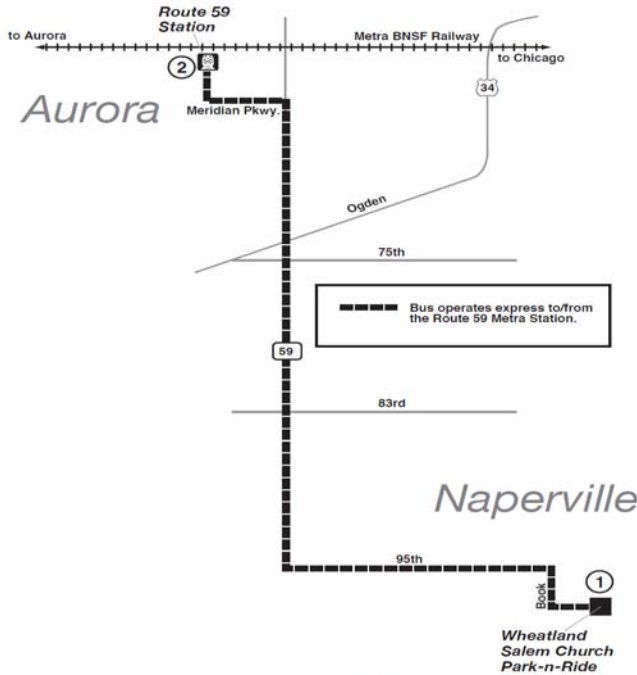 Route 59
Station
to Aurora
Metra BNSF Railway
to Chicago
2
34
Aurora
Meridian Pkwy.
Ogden
75th
Bus operates express to/from
the Route 59 Metra Station.
59
83rd
Naperville
95th
Book
1
Wheatland
Salem Church
Park-n-Ride